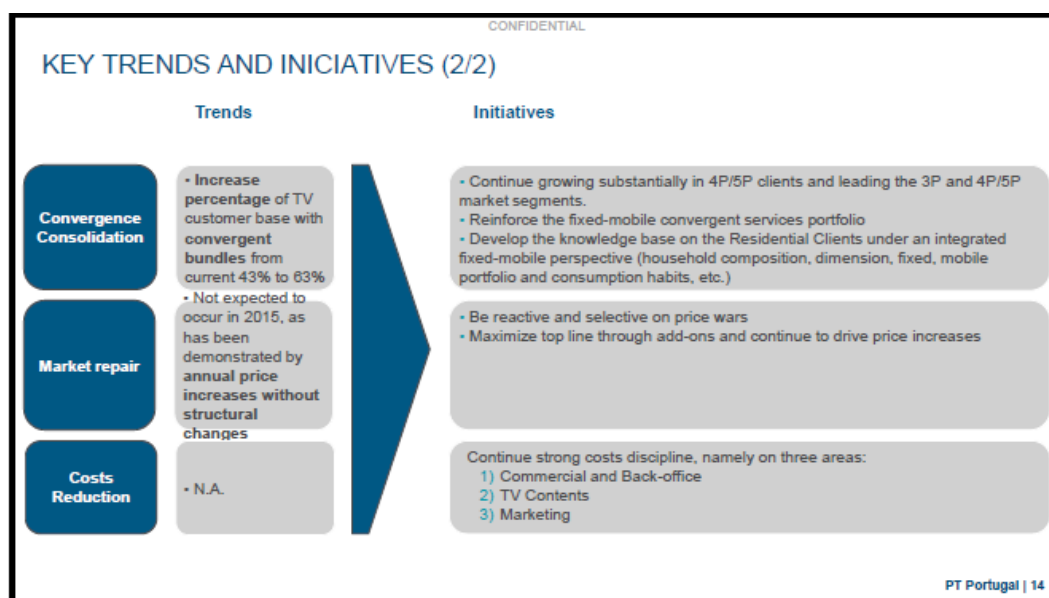 CONFIDENTIAL
KEY TRENDS AND INICIATIVES (2/2)
Trends
Initiatives
Convergence
Consolidation
• Increase
percentage of TV
customer base with
convergent
bundles from
current 43% to 63%
• Continue growing substantially in 4P/5P clients and leading the 3P and 4P/5P
market segments.
• Reinforce the fixed-mobile convergent services portfolio
• Develop the knowledge base on the Residential Clients under an integrated
fixed-mobile perspective (household composition, dimension, fixed, mobile
portfolio and consumption habits, etc.)
Market repair
• Not expected to
occur in 2015, as
has been
demonstrated by
annual price
increases without
structural
changes
• Be reactive and selective on price wars
• Maximize top line through add-ons and continue to drive price increases
Costs
Reduction
• N.A.
Continue strong costs discipline, namely on three areas:
1) Commercial and Back-office
2) TV Contents
3) Marketing
PT Portugal | 14